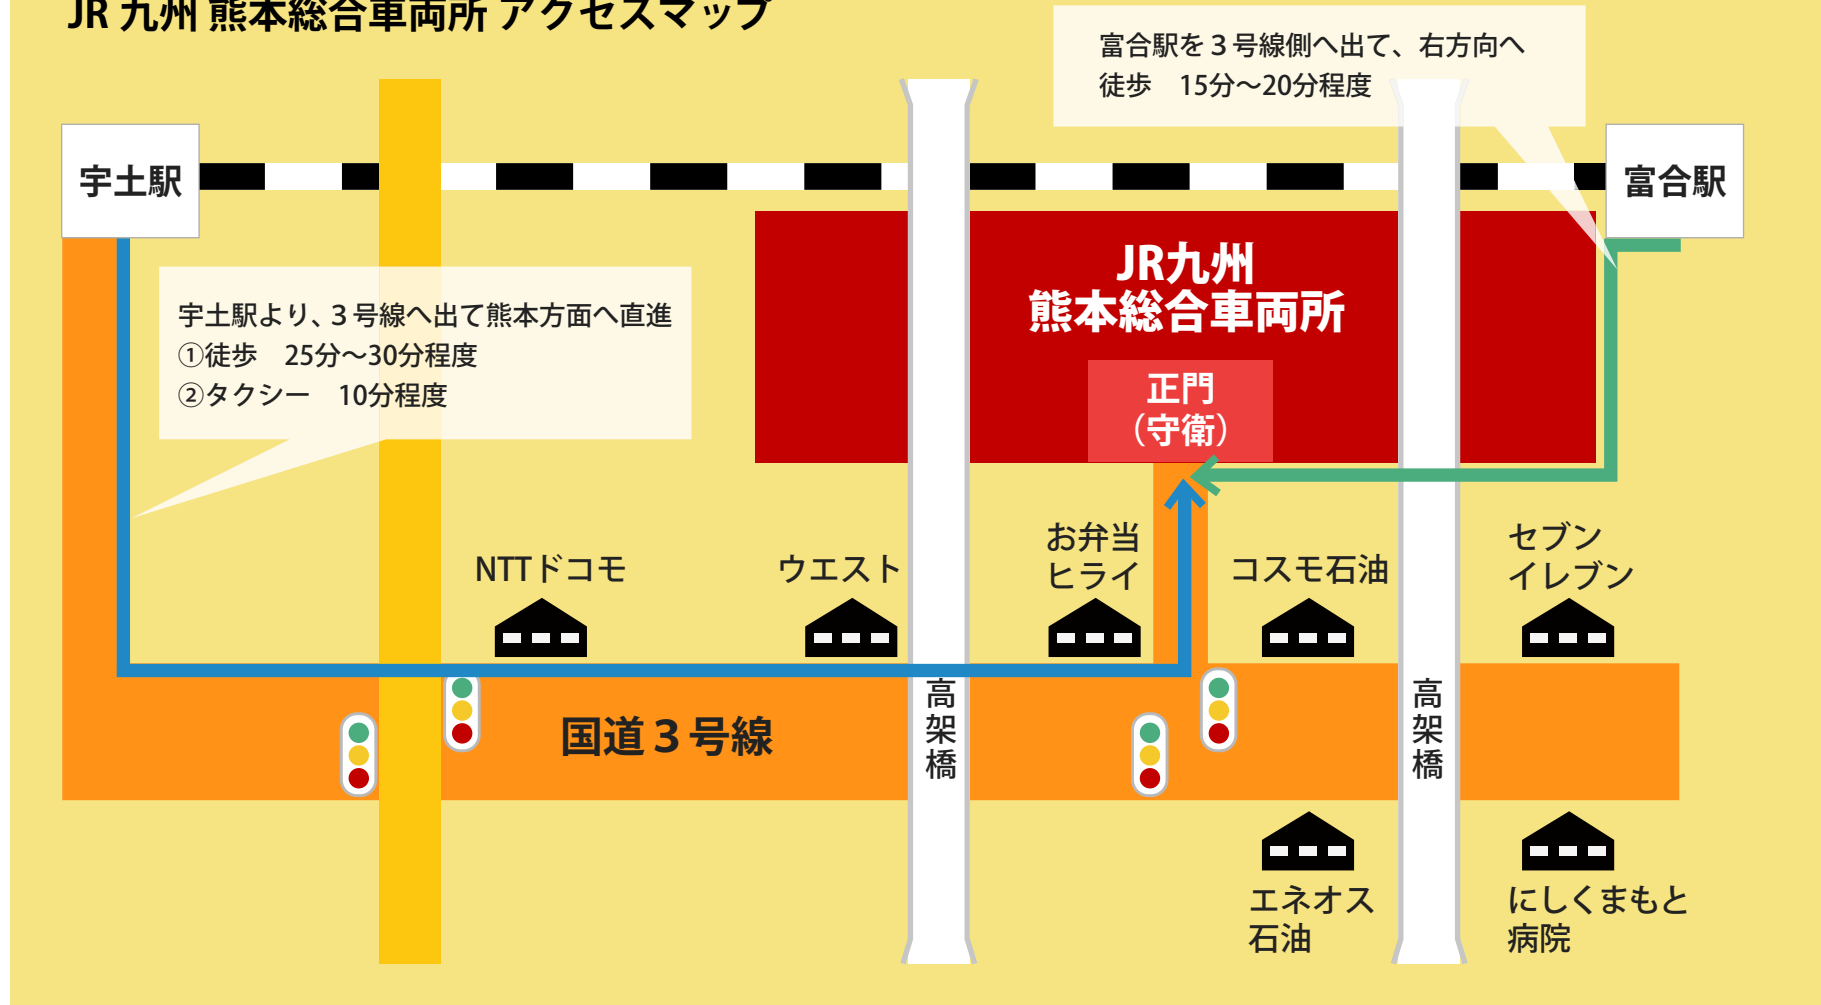 JR 九州 熊本総合車両所 アクセスマップ
富合駅を３号線側へ出て、右方向へ
徒歩　15分～20分程度
宇土駅
富合駅
JR九州
熊本総合車両所
宇土駅より、３号線へ出て熊本方面へ直進
①徒歩　25分～30分程度
②タクシー　10分程度
正門
（守衛）
NTTドコモ
ウエスト
お弁当
ヒライ
コスモ石油
セブン
イレブン
国道３号線
高架橋
高架橋
エネオス
石油
にしくまもと
病院